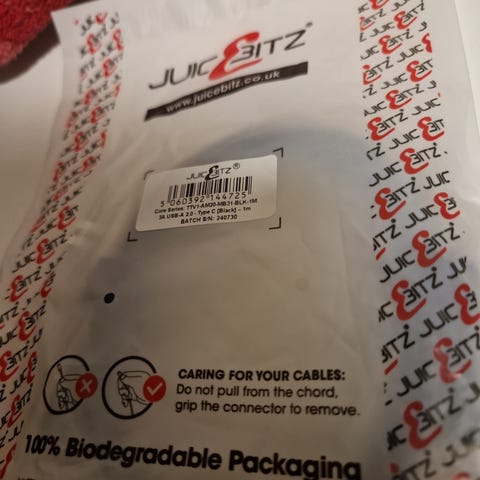 JUICEBITZ®
www.juicebitz.co.uk
JUICEBITZ®
5 060392 144725
Core Series: TTV1-AM20-MB31-BLK-1M
3A USB-A 2.0 - Type C [Black] - 1m
BATCH S/N: 240730
CARING FOR YOUR CABLES:
Do not pull from the chord,
grip the connector to remove.
100% Biodegradable Packaging